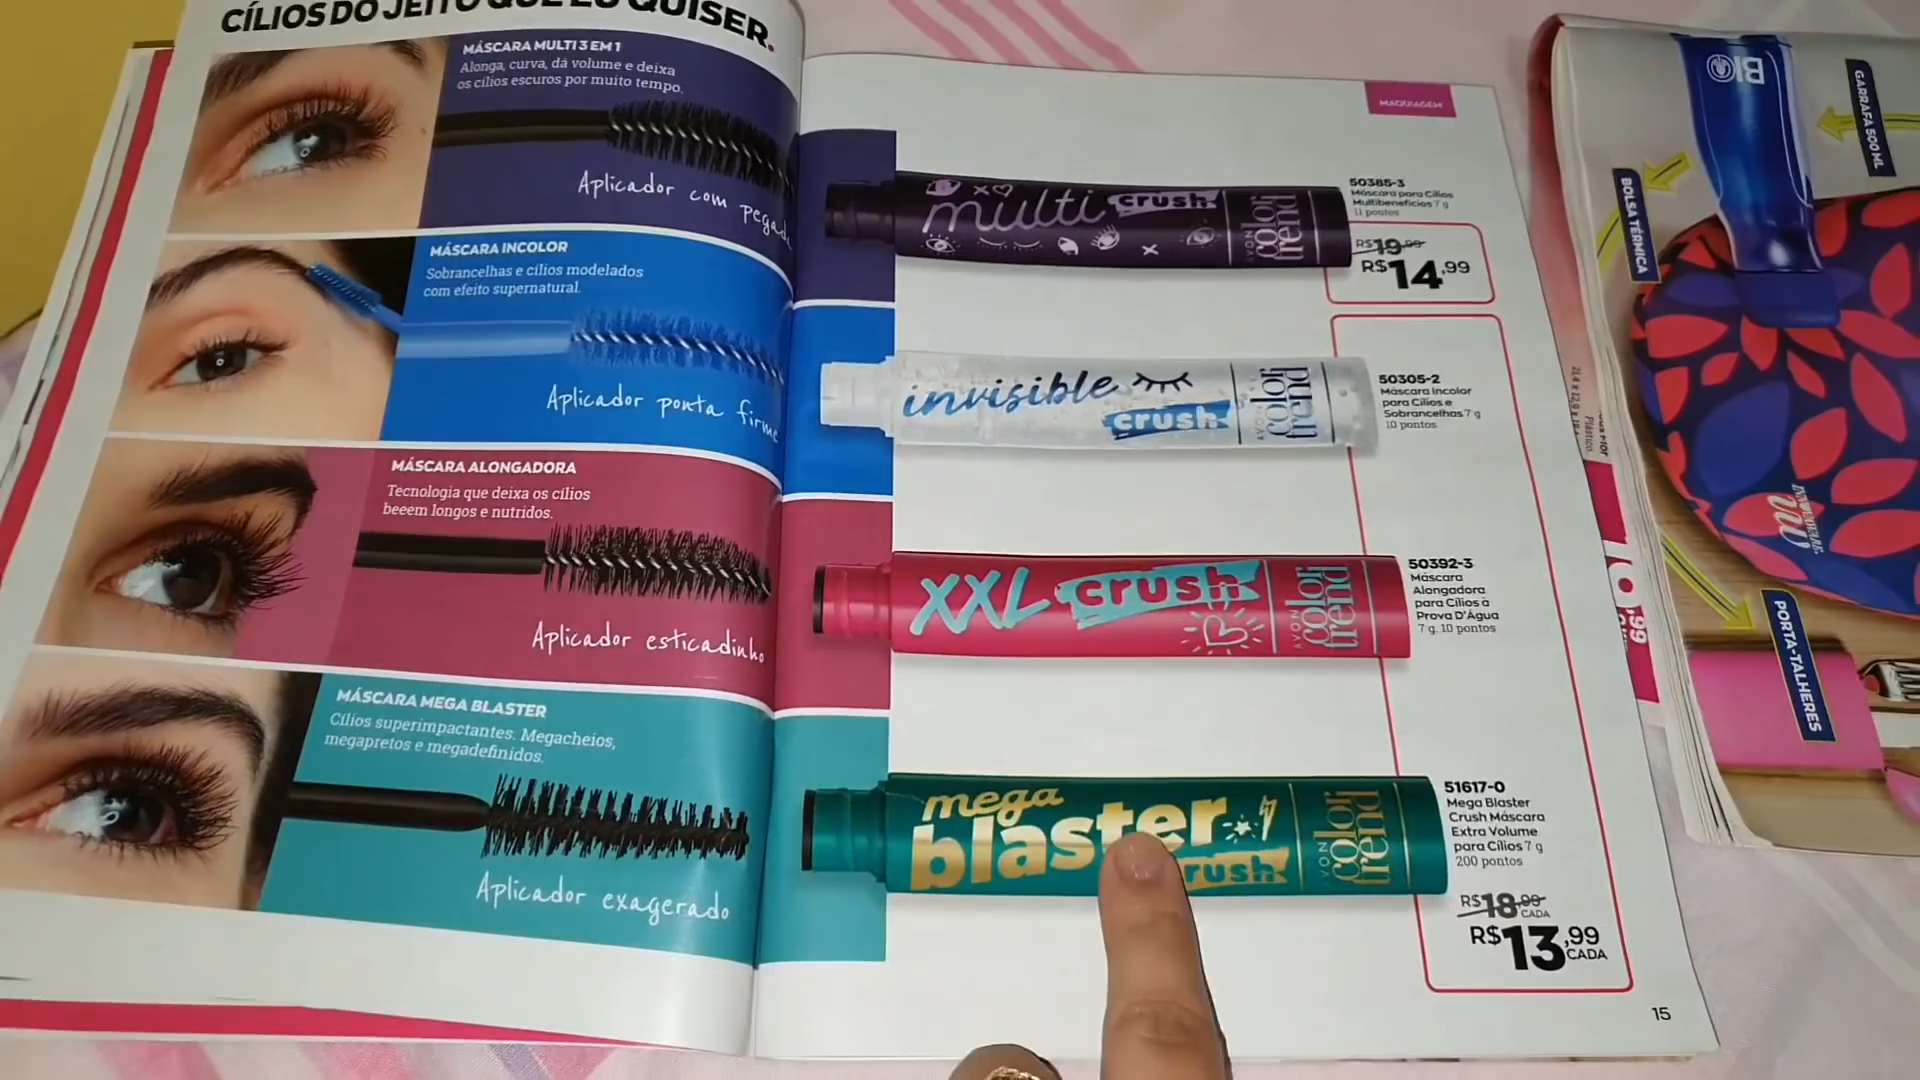 CÍLIOS DO JEITO QUE EU QUISER.
MÁSCARA MULTI 3 EM 1
Alonga, curva, dá volume e deixa
os cílios escuros por muito tempo.
Aplicador com pegada
MÁSCARA INCOLOR
Sobrancelhas e cílios modelados
com efeito supernatural.
Aplicador ponta firme
MÁSCARA ALONGADORA
Tecnologia que deixa os cílios
beeem longos e nutridos.
Aplicador esticadinho
MÁSCARA MEGA BLASTER
Cílios superimpactantes. Megacheios,
megapretos e megadefinidos.
Aplicador exagerado
MAQUIAGEM
multi crush
AVON
color
trend
50385-3
Máscara para Cílios
Multibenefícios 7 g
11 pontos
R$19,99
R$14,99
invisible
crush
AVON
color
trend
50305-2
Máscara Incolor
para Cílios e
Sobrancelhas 7 g
10 pontos
XXL crush
AVON
color
trend
50392-3
Máscara
Alongadora
para Cílios à
Prova D'Água
7 g. 10 pontos
mega
blaster
rush
AVON
color
trend
51617-0
Mega Blaster
Crush Máscara
Extra Volume
para Cílios 7 g
200 pontos
R$18,99
CADA
R$13,99
CADA
15
BIO
GARRAFA 500 ML
BOLSA TÉRMICA
PORTA-TALHERES
Plástico.
,99